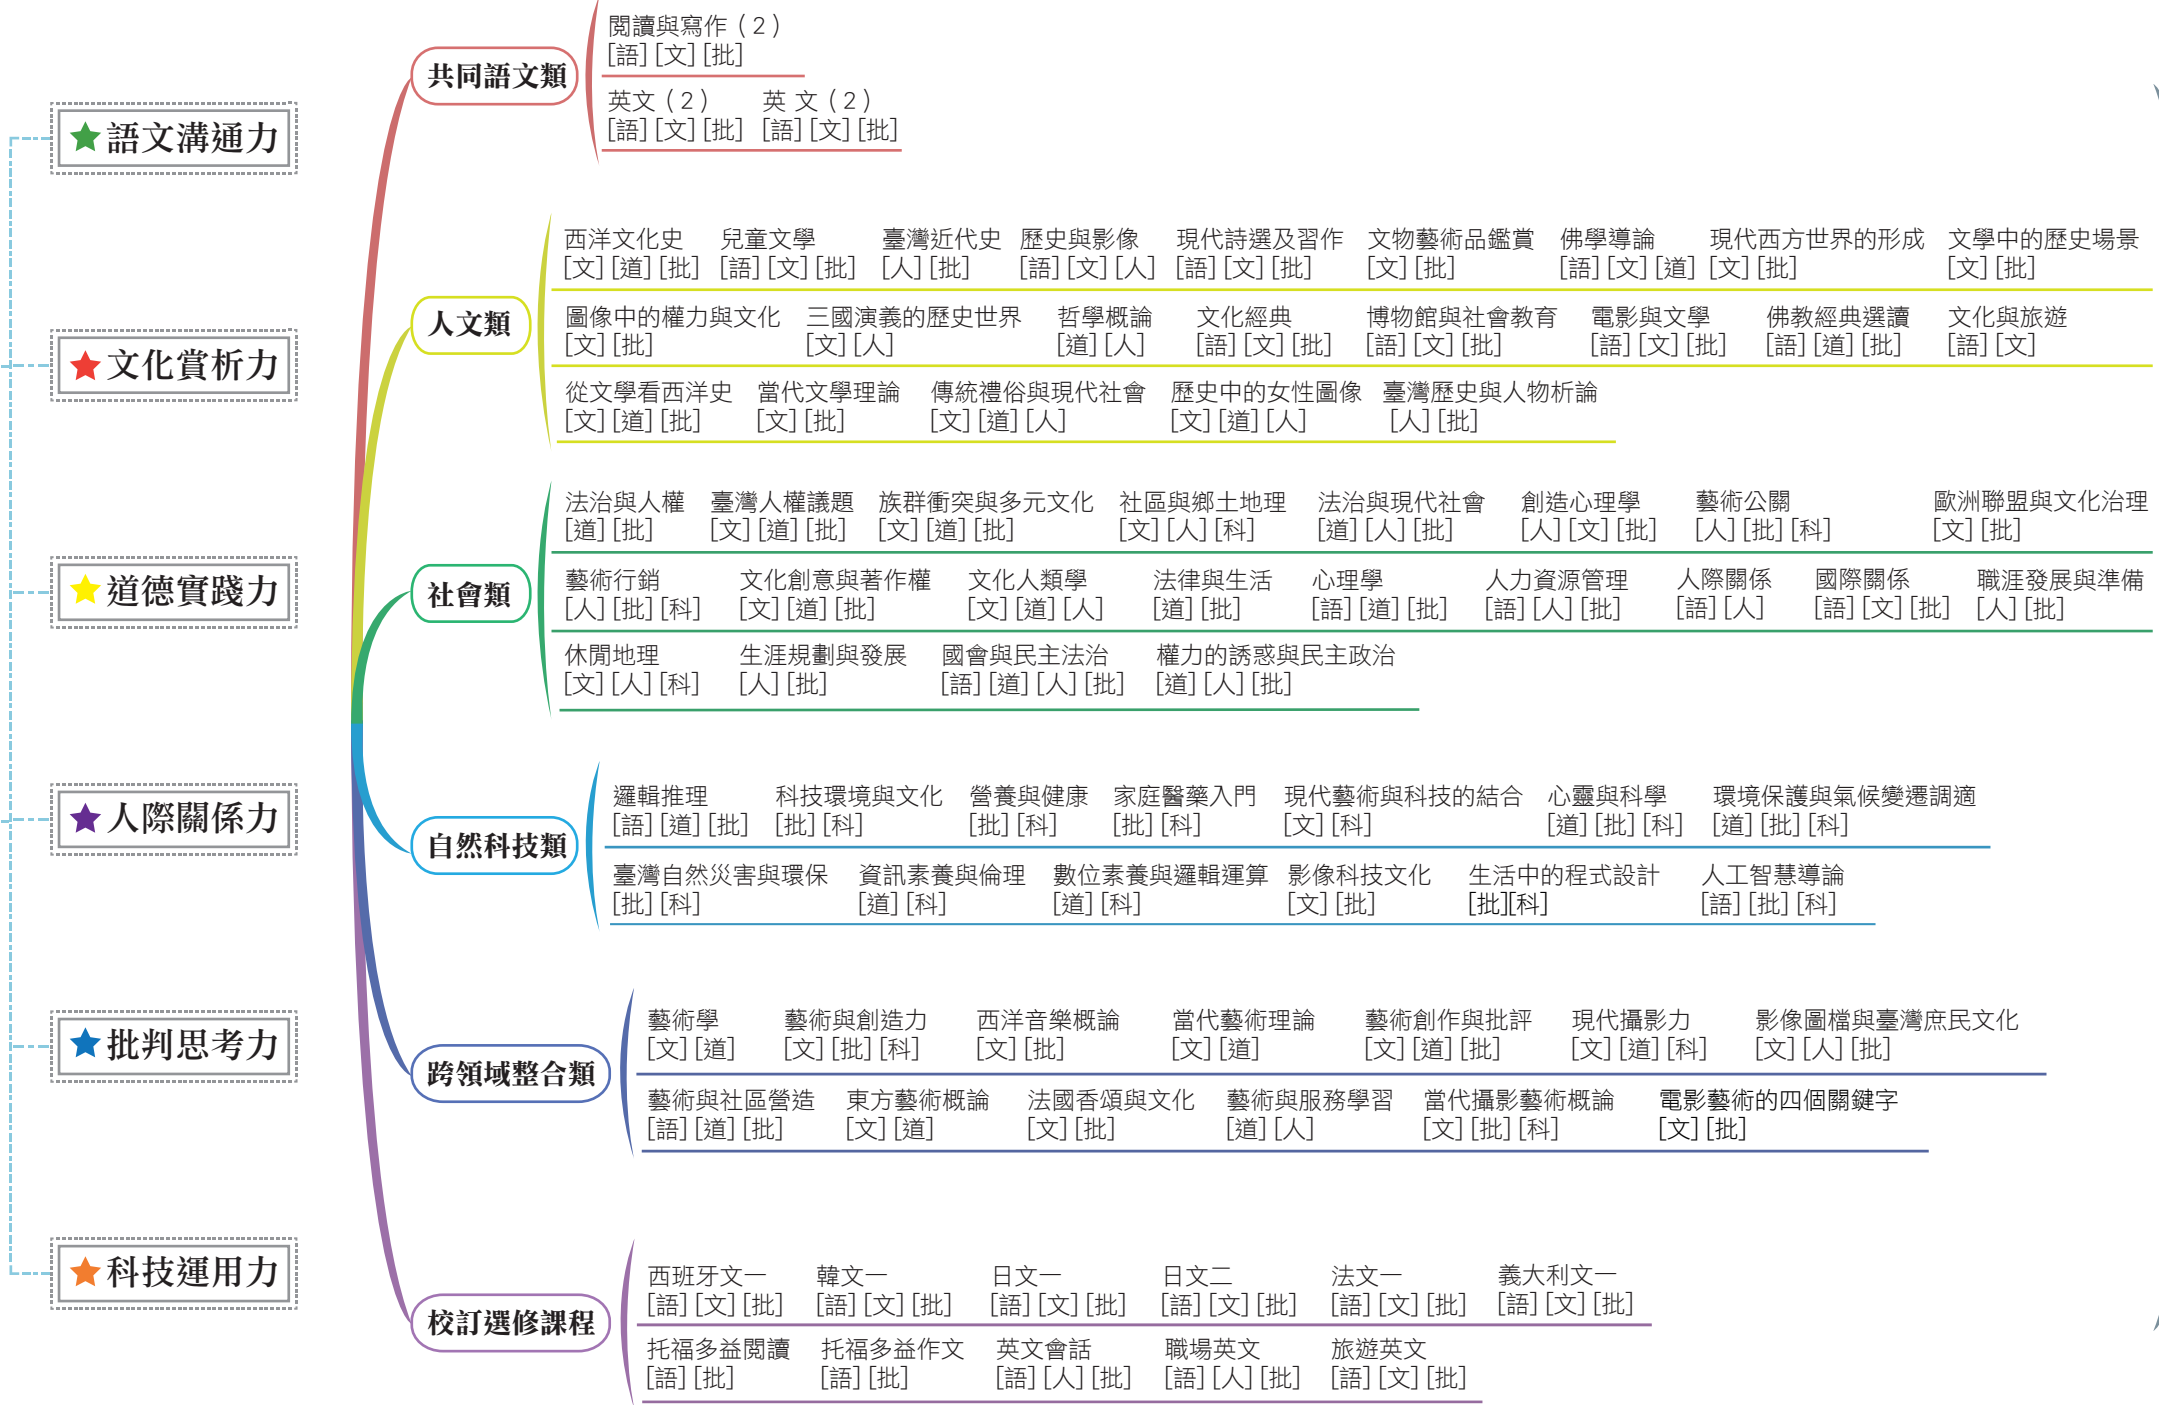 語文溝通力
文化賞析力
道德實踐力
人際關係力
批判思考力
科技運用力
共同語文類
閱讀與寫作（2）
[語] [文] [批]
英文（2） 英 文（2）
[語] [文] [批] [語] [文] [批]
人文類
西洋文化史 兒童文學 臺灣近代史 歷史與影像 現代詩選及習作 文物藝術品鑑賞 佛學導論 現代西方世界的形成 文學中的歷史場景
[文] [道] [批] [語] [文] [批] [人] [批] [語] [文] [人] [語] [文] [批] [文] [批] [語] [文] [道] [文] [批] [文] [批]
圖像中的權力與文化 三國演義的歷史世界 哲學概論 文化經典 博物館與社會教育 電影與文學 佛教經典選讀 文化與旅遊
[文] [批] [文] [人] [道] [人] [語] [文] [批] [語] [文] [批] [語] [文] [批] [語] [道] [批] [語] [文]
從文學看西洋史 當代文學理論 傳統禮俗與現代社會 歷史中的女性圖像 臺灣歷史與人物析論
[文] [道] [批] [文] [批] [文] [道] [人] [文] [道] [人] [人] [批]
社會類
法治與人權 臺灣人權議題 族群衝突與多元文化 社區與鄉土地理 法治與現代社會 創造心理學 藝術公關 歐洲聯盟與文化治理
[道] [批] [文] [道] [批] [文] [道] [批] [文] [人] [科] [道] [人] [批] [人] [文] [批] [人] [批] [科] [文] [批]
藝術行銷 文化創意與著作權 文化人類學 法律與生活 心理學 人力資源管理 人際關係 國際關係 職涯發展與準備
[人] [批] [科] [文] [道] [批] [文] [道] [人] [道] [批] [語] [道] [批] [語] [人] [批] [語] [人] [語] [文] [批] [人] [批]
休閒地理 生涯規劃與發展 國會與民主法治 權力的誘惑與民主政治
[文] [人] [科] [人] [批] [語] [道] [人] [批] [道] [人] [批]
自然科技類
邏輯推理 科技環境與文化 營養與健康 家庭醫藥入門 現代藝術與科技的結合 心靈與科學 環境保護與氣候變遷調適
[語] [道] [批] [批] [科] [批] [科] [批] [科] [文] [科] [道] [批] [科] [道] [批] [科]
臺灣自然災害與環保 資訊素養與倫理 數位素養與邏輯運算 影像科技文化 生活中的程式設計 人工智慧導論
[批] [科] [道] [科] [道] [科] [文] [批] [批][科] [語] [批] [科]
跨領域整合類
藝術學 藝術與創造力 西洋音樂概論 當代藝術理論 藝術創作與批評 現代攝影力 影像圖檔與臺灣庶民文化
[文] [道] [文] [批] [科] [文] [批] [文] [道] [文] [道] [批] [文] [道] [科] [文] [人] [批]
藝術與社區營造 東方藝術概論 法國香頌與文化 藝術與服務學習 當代攝影藝術概論 電影藝術的四個關鍵字
[語] [道] [批] [文] [道] [文] [批] [道] [人] [文] [批] [科] [文] [批]
校訂選修課程
西班牙文一 韓文一 日文一 日文二 法文一 義大利文一
[語] [文] [批] [語] [文] [批] [語] [文] [批] [語] [文] [批] [語] [文] [批] [語] [文] [批]
托福多益閱讀 托福多益作文 英文會話 職場英文 旅遊英文
[語] [批] [語] [批] [語] [人] [批] [語] [人] [批] [語] [文] [批]